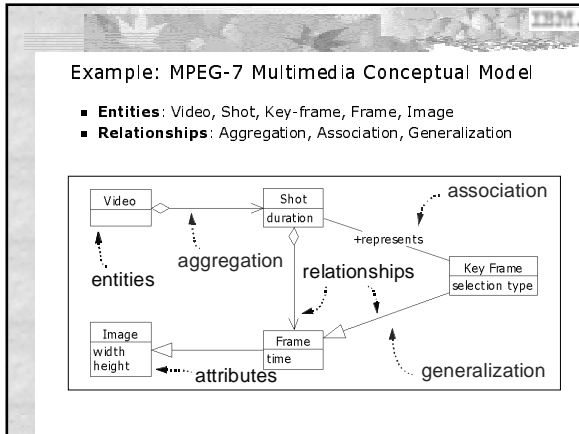 IBM
Example: MPEG-7 Multimedia Conceptual Model
Entities: Video, Shot, Key-frame, Frame, Image
Relationships: Aggregation, Association, Generalization
Video
Shot
duration
association
+represents
aggregation
entities
relationships
Key Frame
selection type
Image
width
height
Frame
time
attributes
generalization